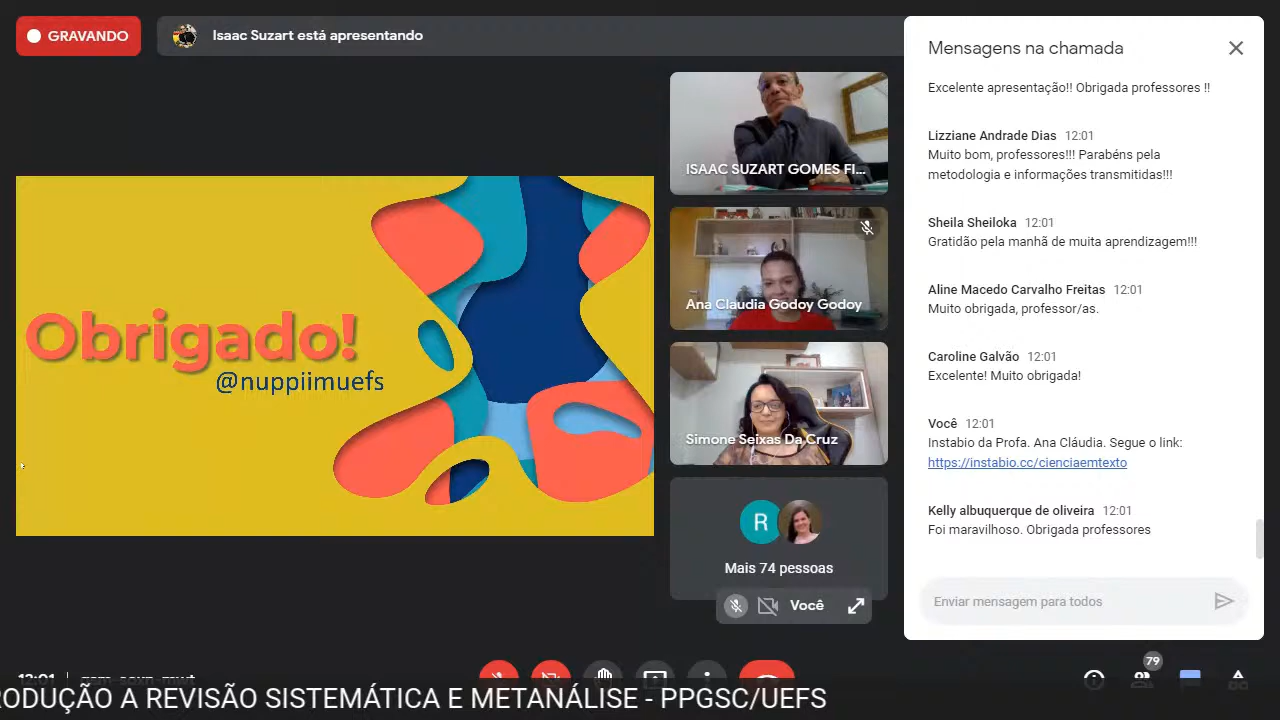 GRAVANDO
Isaac Suzart está apresentando
Obrigado!
@nuppiimuefs
ISAAC SUZART GOMES FI...
Ana Claudia Godoy Godoy
Simone Seixas Da Cruz
R
Mais 74 pessoas
Você
Mensagens na chamada
Excelente apresentação!! Obrigada professores !!
Lizziane Andrade Dias 12:01
Muito bom, professores!!! Parabéns pela
metodologia e informações transmitidas!!!
Sheila Sheiloka 12:01
Gratidão pela manhã de muita aprendizagem!!!
Aline Macedo Carvalho Freitas 12:01
Muito obrigada, professor/as.
Caroline Galvão 12:01
Excelente! Muito obrigada!
Você 12:01
Instabio da Profa. Ana Cláudia. Segue o link:
https://instabio.cc/cienciaemtexto
Kelly albuquerque de oliveira 12:01
Foi maravilhoso. Obrigada professores
Enviar mensagem para todos
79
12:01
RODUÇÃO A REVISÃO SISTEMÁTICA E METANÁLISE - PPGSC/UEFS